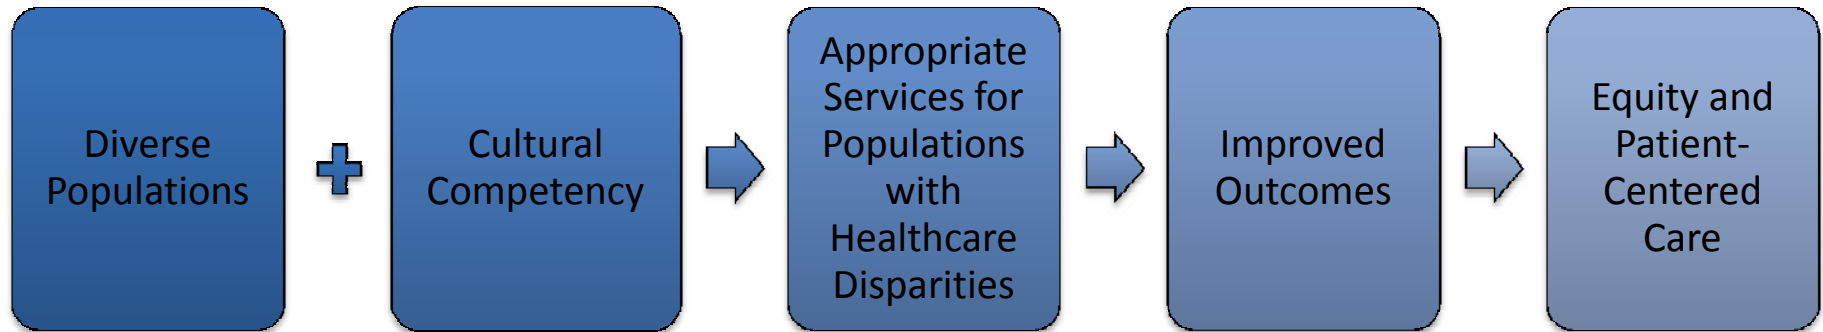 Diverse
Populations
Cultural
Competency
Appropriate
Services for
Populations
with
Healthcare
Disparities
Improved
Outcomes
Equity and
Patient-
Centered
Care